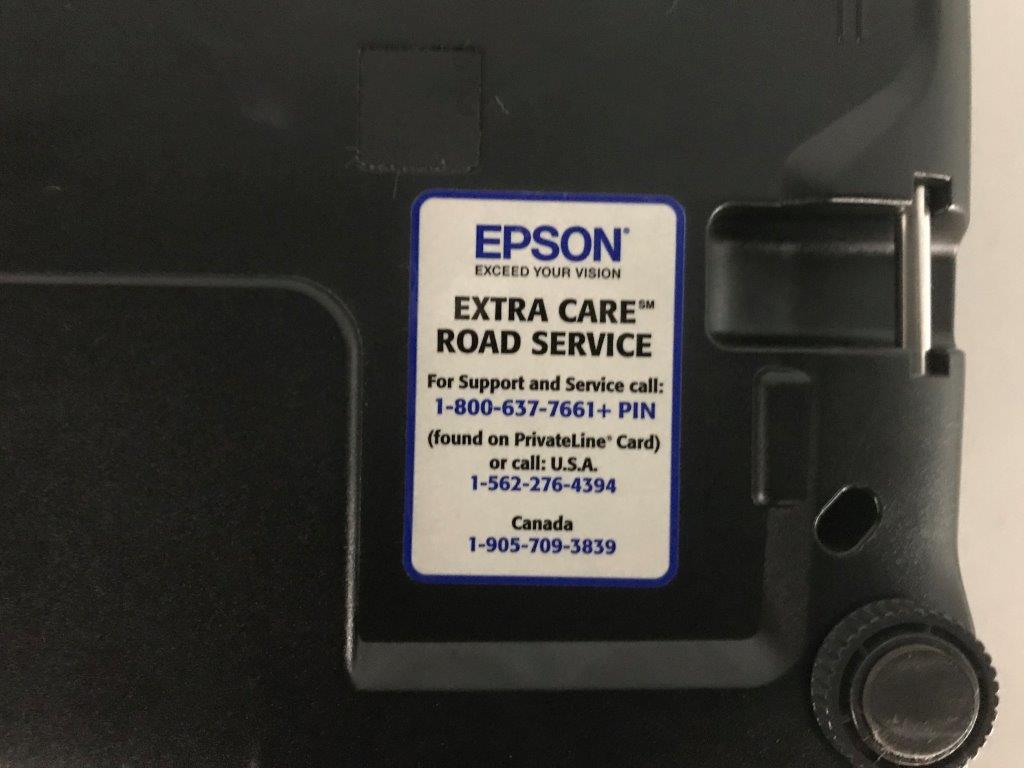 EPSON®
EXCEED YOUR VISION
EXTRA CARE℠
ROAD SERVICE
For Support and Service call:
1-800-637-7661+ PIN
(found on PrivateLine® Card)
or call: U.S.A.
1-562-276-4394
Canada
1-905-709-3839